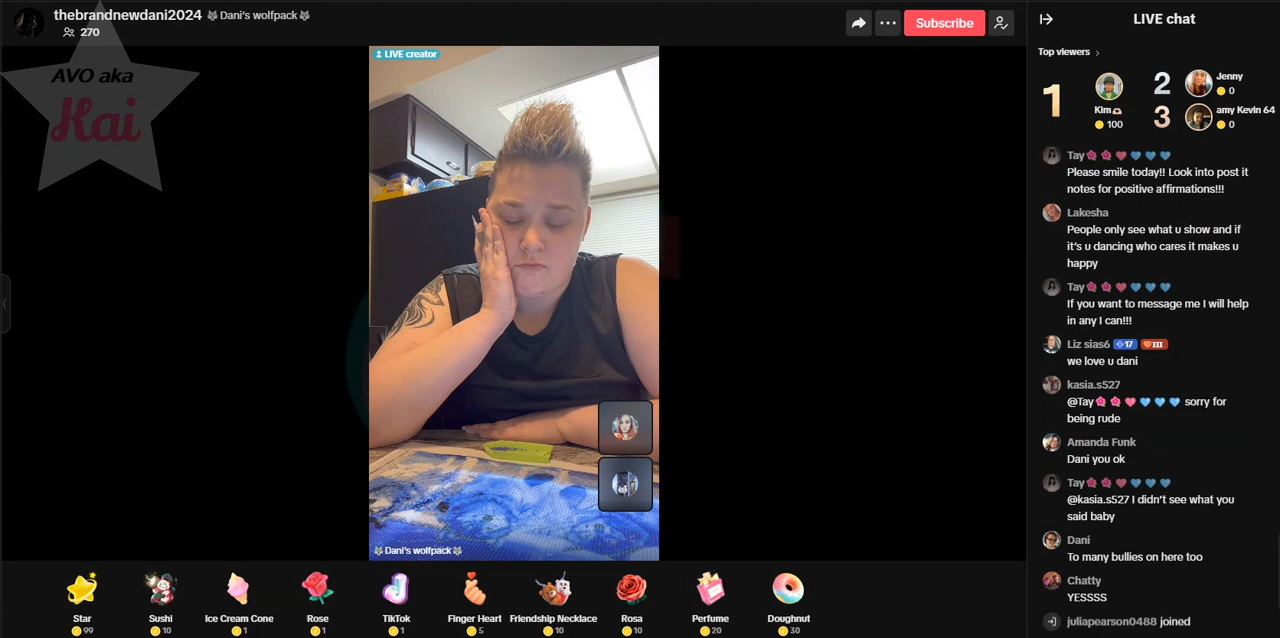 thebrandnewdani2024 🐺Dani's wolfpack🐺
270
Subscribe
AVO aka
Kai
LIVE creator
🐺Dani's wolfpack🐺
Star
99
Sushi
10
Ice Cream Cone
1
Rose
1
TikTok
1
Finger Heart
5
Friendship Necklace
10
Rosa
10
Perfume
20
Doughnut
30
LIVE chat
Top viewers >
1
Kim
100
2
Jenny
0
3
amy Kevin 64
0
Tay🌺🌺💗💙💙💙
Please smile today!! Look into post it
notes for positive affirmations!!!
Lakesha
People only see what u show and if
it's u dancing who cares it makes u
happy
Tay🌺🌺💗💙💙💙
If you want to message me I will help
in any I can!!!
Liz sias6 17 III
we love u dani
kasia.s527
@Tay🌺🌺💗💙💙💙 sorry for
being rude
Amanda Funk
Dani you ok
Tay🌺🌺💗💙💙💙
@kasia.s527 I didn't see what you
said baby
Dani
To many bullies on here too
Chatty
YESSSS
juliapearson0488 joined